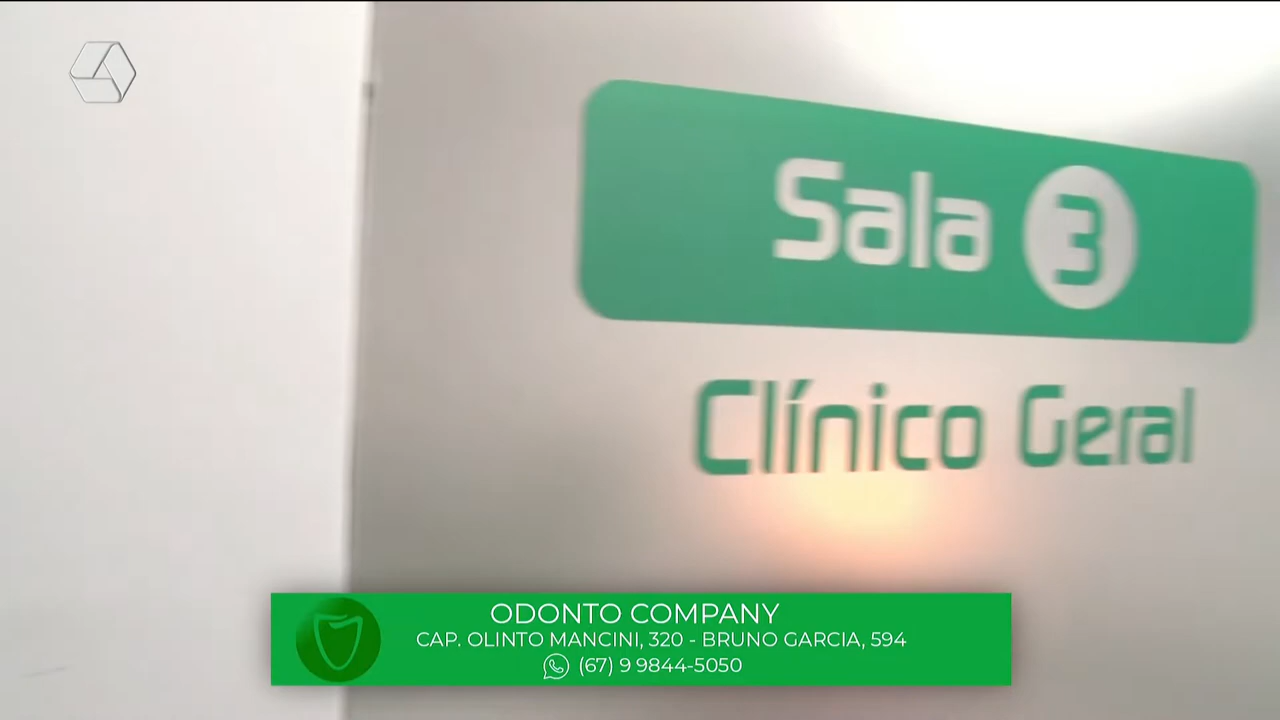 Sala 3
Clínico Geral
ODONTO COMPANY
CAP. OLINTO MANCINI, 320 - BRUNO GARCIA, 594
(67) 9 9844-5050